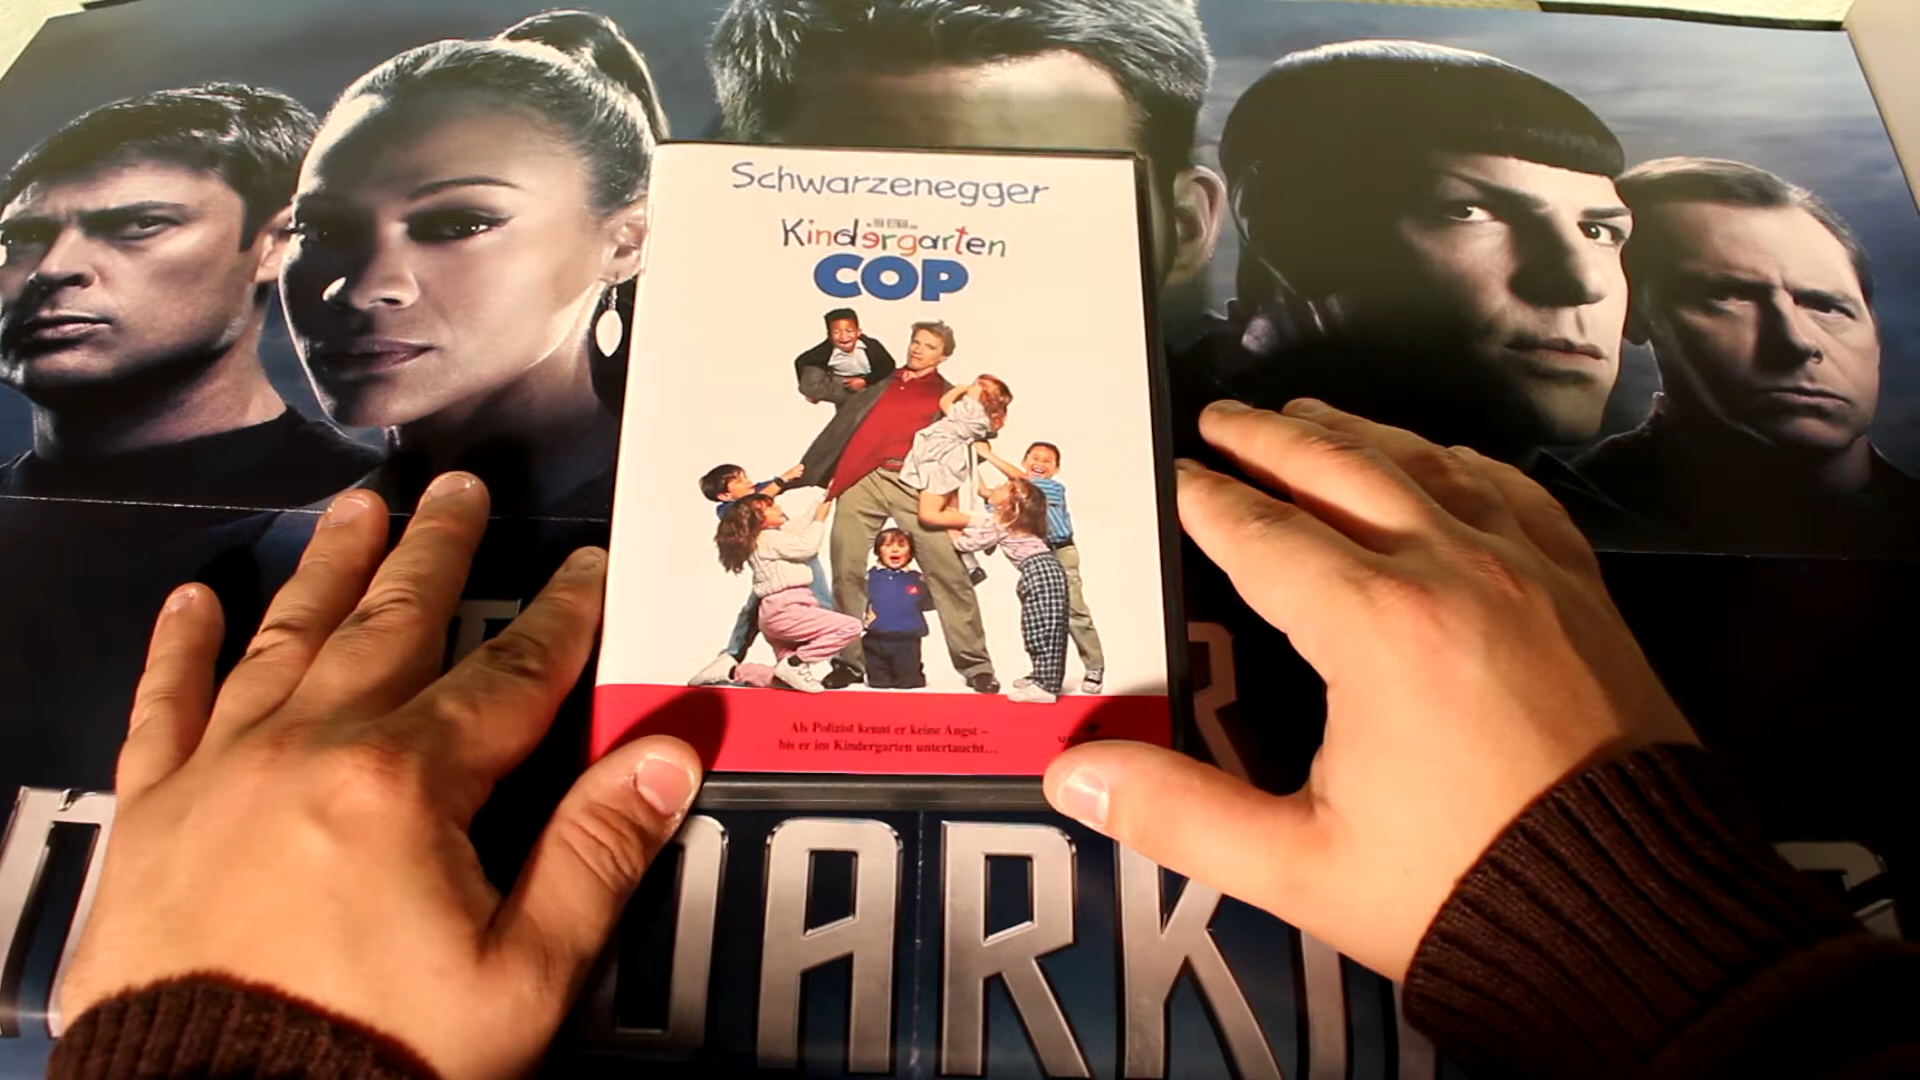 Schwarzenegger
Kindergarten
COP
Als Polizist kennt er keine Angst –
bis er im Kindergarten untertaucht...
DARK